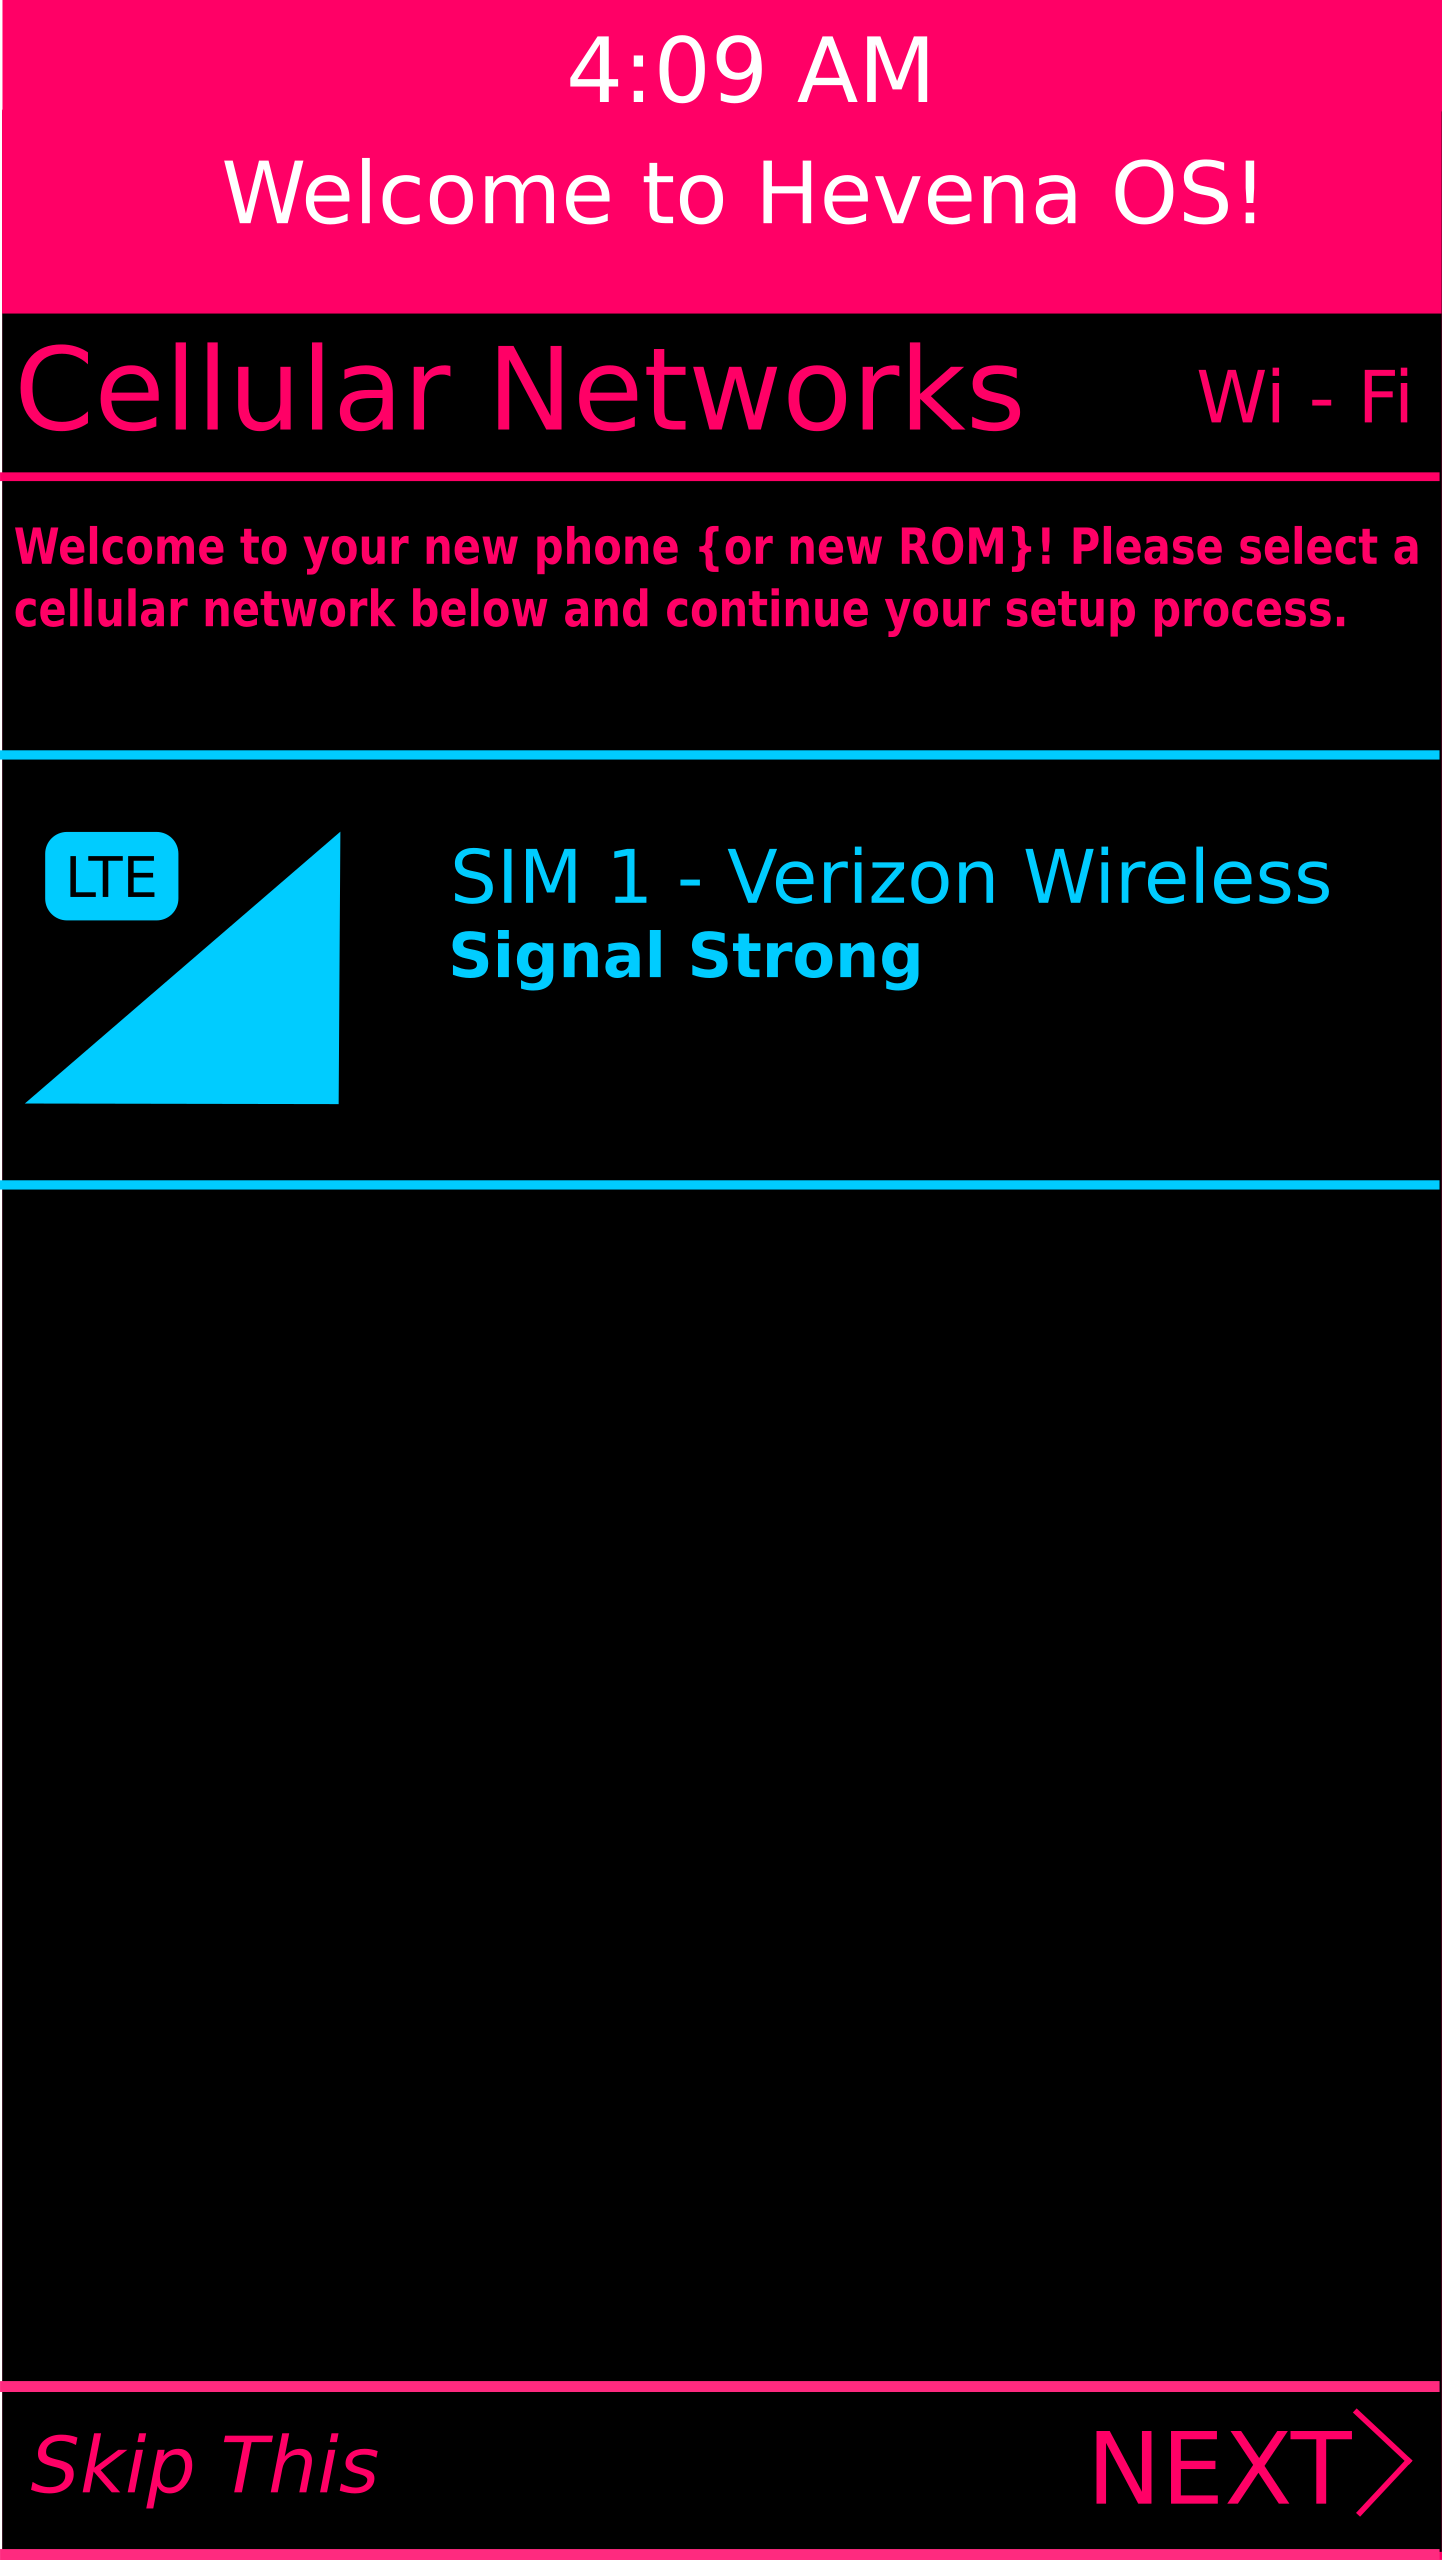 4:09 AM
Welcome to Hevena OS!
Cellular Networks
Wi - Fi
Welcome to your new phone {or new ROM}! Please select a
cellular network below and continue your setup process.
LTE
SIM 1 - Verizon Wireless
Signal Strong
Skip This
NEXT